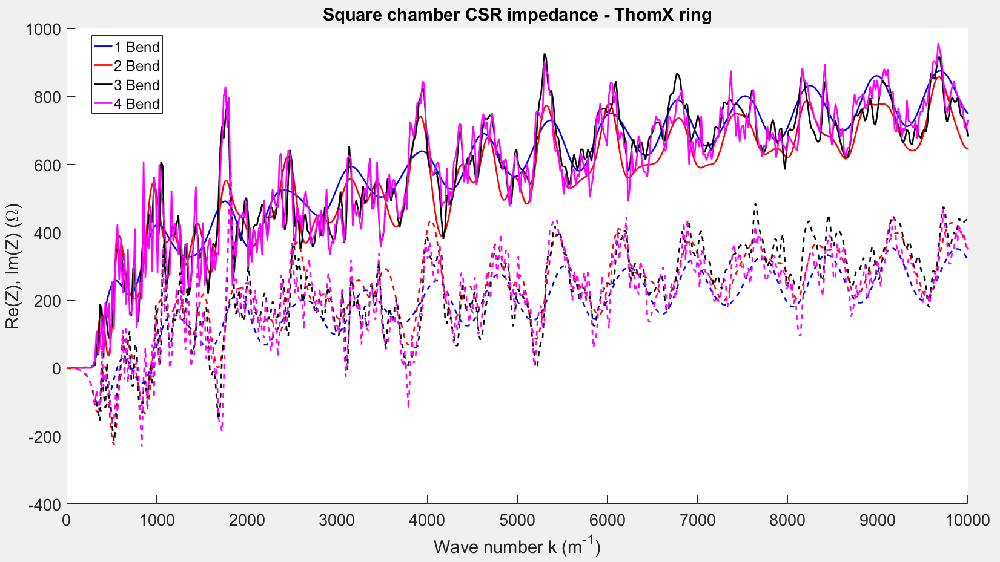 Square chamber CSR impedance - ThomX ring
1 Bend
2 Bend
3 Bend
4 Bend
Re(Z), Im(Z) (Ω)
1000
800
600
400
200
0
-200
-400
0 1000 2000 3000 4000 5000 6000 7000 8000 9000 10000
Wave number k (m⁻¹)